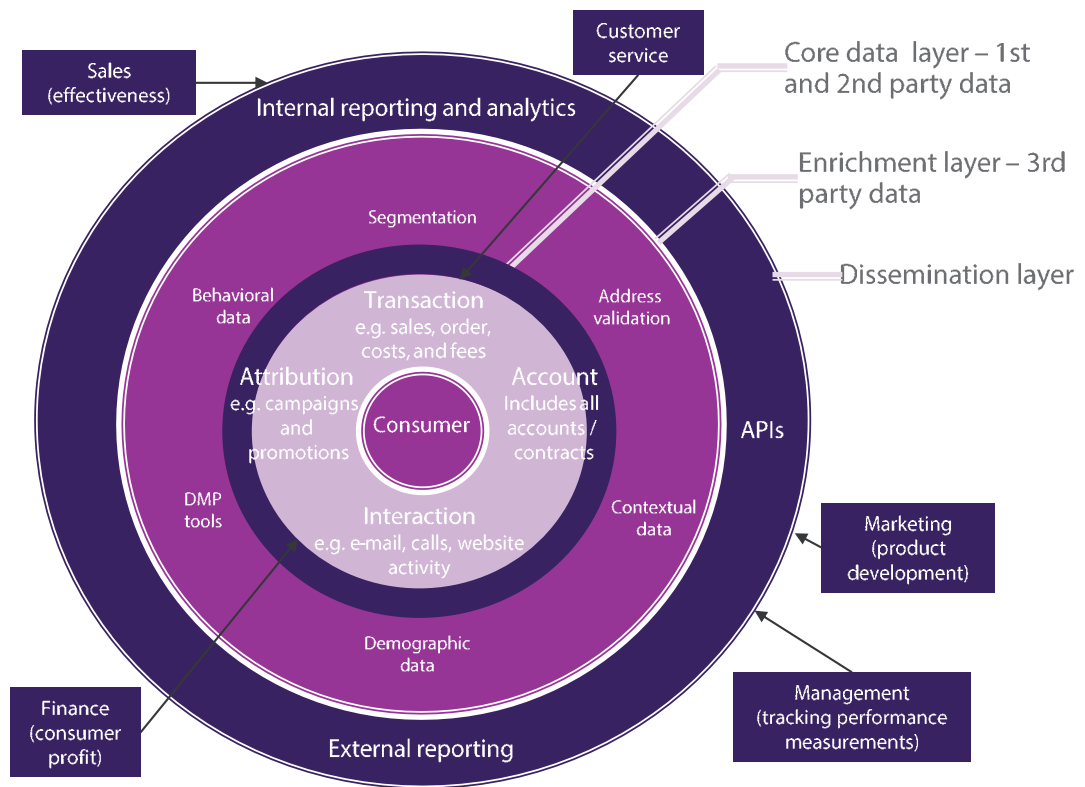 Customer
service
Sales
(effectiveness)
Core data layer – 1st
and 2nd party data
Internal reporting and analytics
Enrichment layer – 3rd
party data
Segmentation
Dissemination layer
Behavioral
data
Address
validation
Transaction
e.g. sales, order,
costs, and fees
Attribution
e.g. campaigns
and
promotions
Account
Includes all
accounts /
contracts
Consumer
APIs
DMP
tools
Contextual
data
Interaction
e.g. e-mail, calls, website
activity
Marketing
(product
development)
Demographic
data
Management
(tracking performance
measurements)
Finance
(consumer
profit)
External reporting